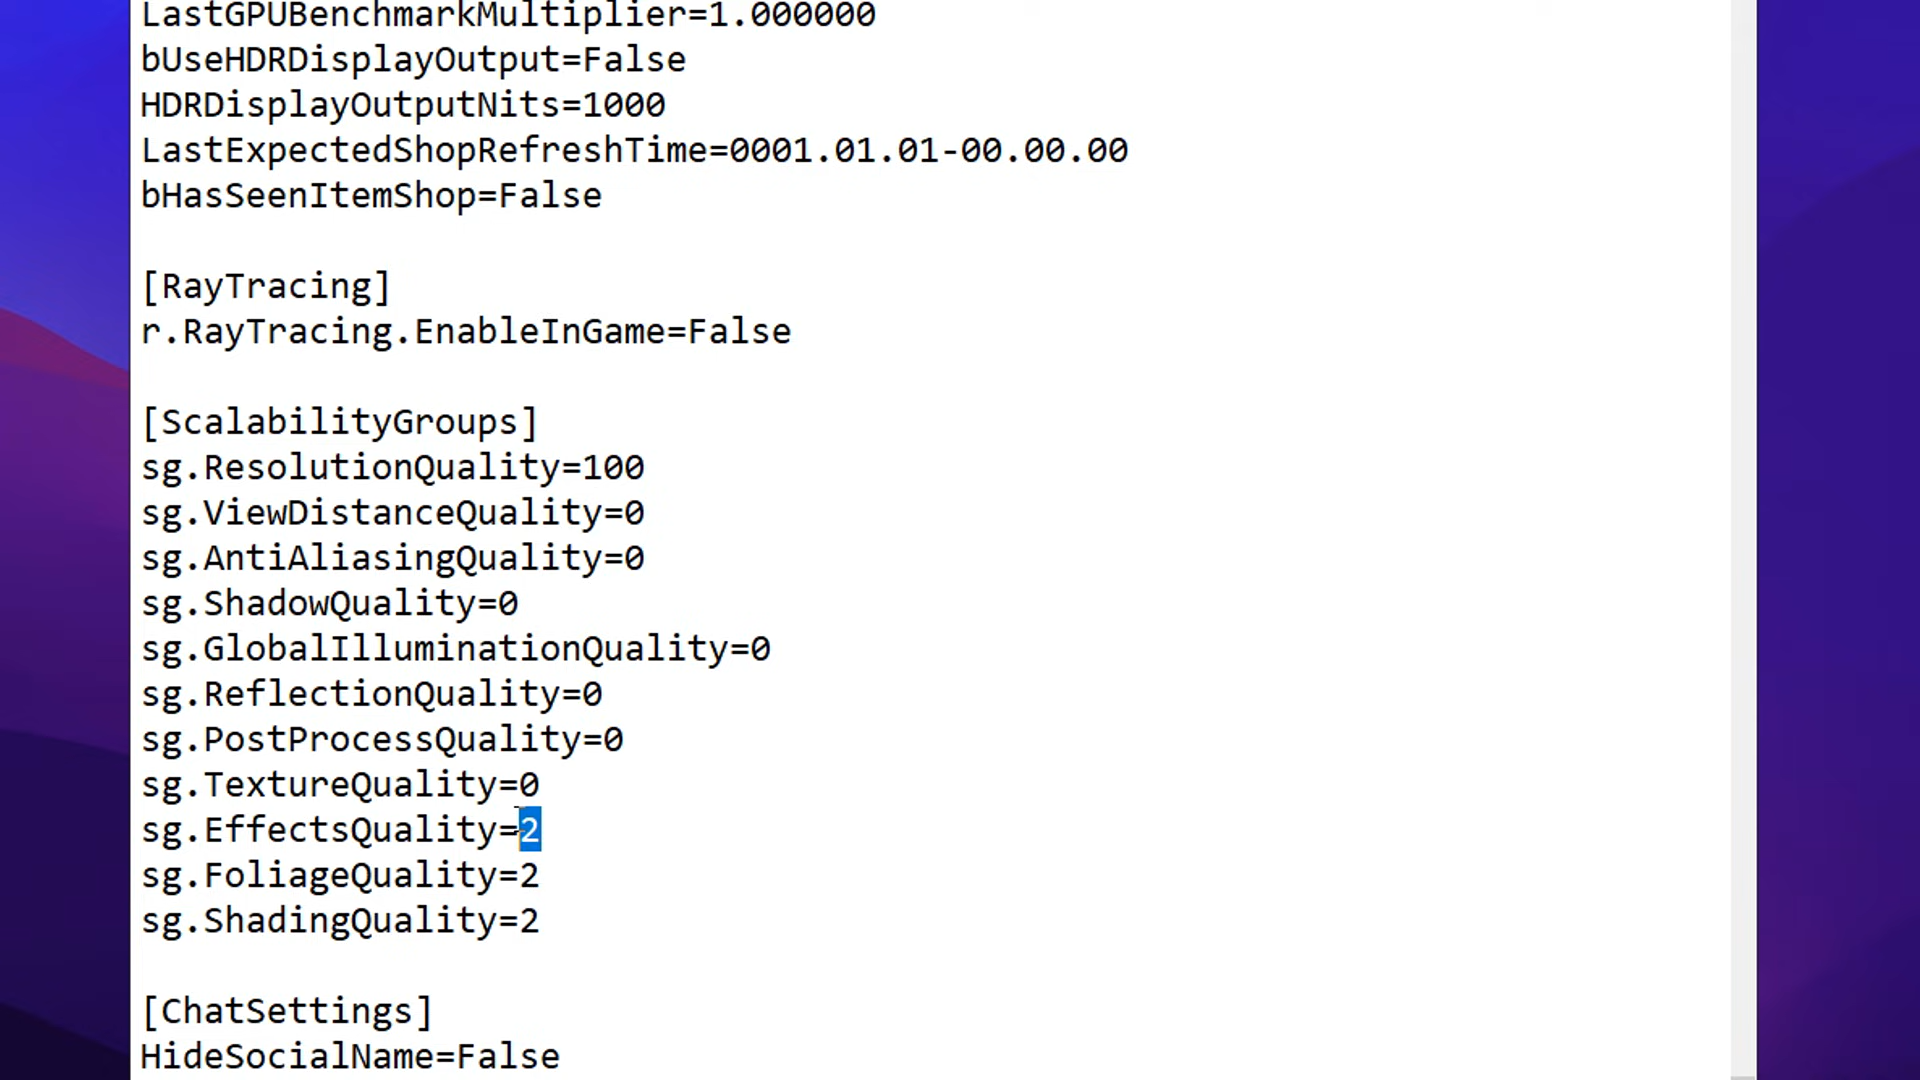 LastGPUBenchmarkMultiplier=1.000000
bUseHDRDisplayOutput=False
HDRDisplayOutputNits=1000
LastExpectedShopRefreshTime=0001.01.01-00.00.00
bHasSeenItemShop=False
[RayTracing]
r.RayTracing.EnableInGame=False
[ScalabilityGroups]
sg.ResolutionQuality=100
sg.ViewDistanceQuality=0
sg.AntiAliasingQuality=0
sg.ShadowQuality=0
sg.GlobalIlluminationQuality=0
sg.ReflectionQuality=0
sg.PostProcessQuality=0
sg.TextureQuality=0
sg.EffectsQuality=2
sg.FoliageQuality=2
sg.ShadingQuality=2
[ChatSettings]
HideSocialName=False